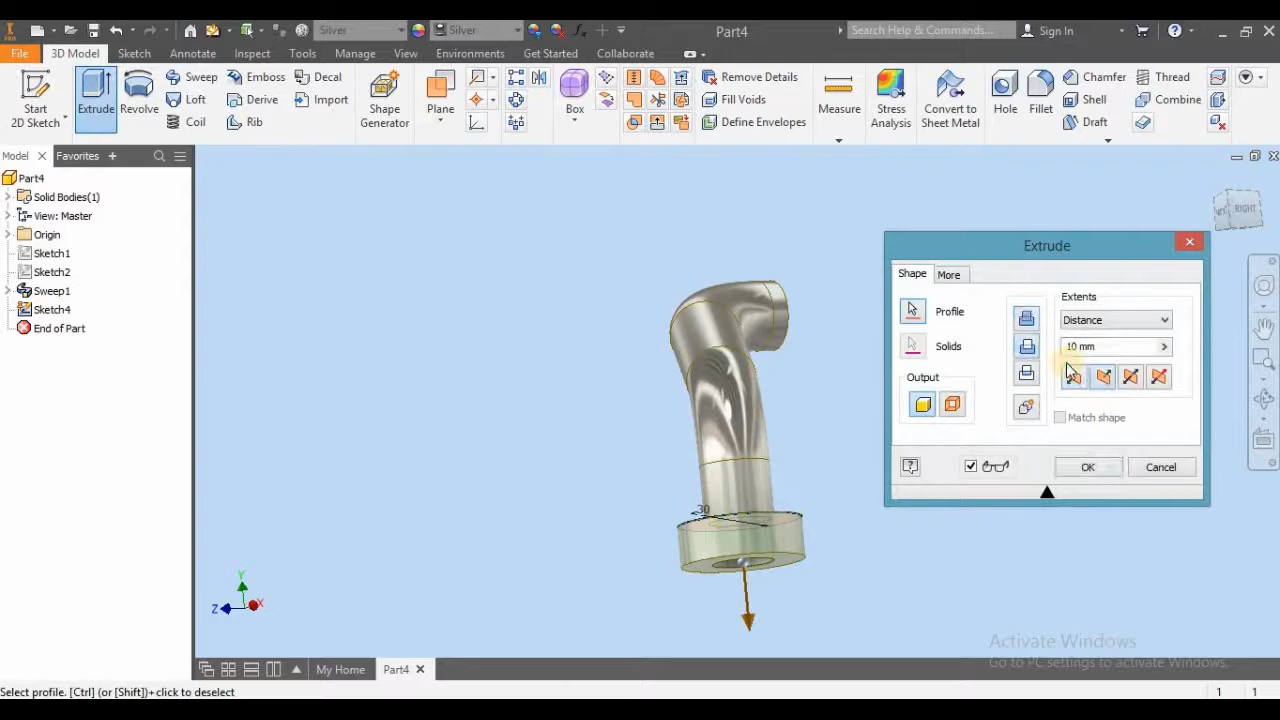 PRO
Silver
Silver
Part4
Search Help & Commands...
Sign In
File
3D Model
Sketch
Annotate
Inspect
Tools
Manage
View
Environments
Get Started
Collaborate
Start
2D Sketch
Extrude
Revolve
Sweep
Loft
Coil
Emboss
Derive
Rib
Decal
Import
Shape
Generator
Plane
Box
Remove Details
Fill Voids
Define Envelopes
Measure
Stress
Analysis
Convert to
Sheet Metal
Hole
Fillet
Chamfer
Shell
Draft
Thread
Combine
Model
Favorites
Part4
Solid Bodies(1)
View: Master
Origin
Sketch1
Sketch2
Sweep1
Sketch4
End of Part
RIGHT
Extrude
Shape
More
Profile
Solids
Output
Extents
Distance
10 mm
Match shape
OK
Cancel
30
Y
Z
X
Activate Windows
Go to PC settings to activate Windows.
My Home
Part4
Select profile. [Ctrl] (or [Shift])+click to deselect
1
1